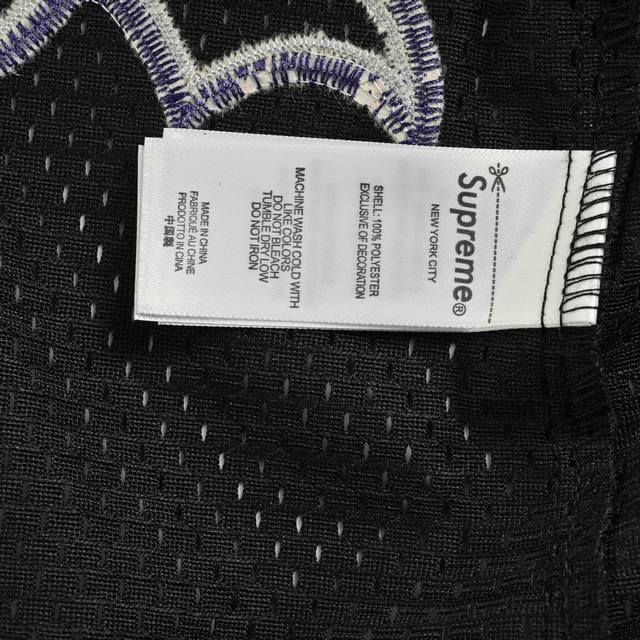 Supreme®
NEW YORK CITY
SHELL: 100% POLYESTER
EXCLUSIVE OF DECORATION
MACHINE WASH COLD WITH
LIKE COLORS
DO NOT BLEACH
TUMBLE DRY LOW
DO NOT IRON
MADE IN CHINA
FABRIQUÉ AU CHINE
PRODOTTO IN CINA
中国製